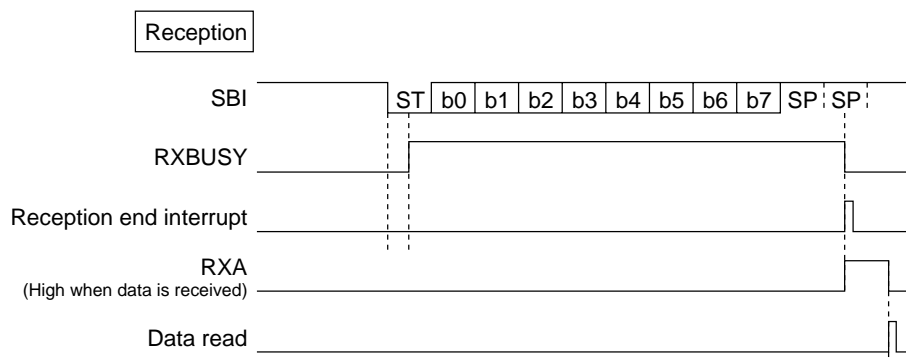 Reception
SBI ST b0 b1 b2 b3 b4 b5 b6 b7 SP SP
RXBUSY
Reception end interrupt
RXA
(High when data is received)
Data read